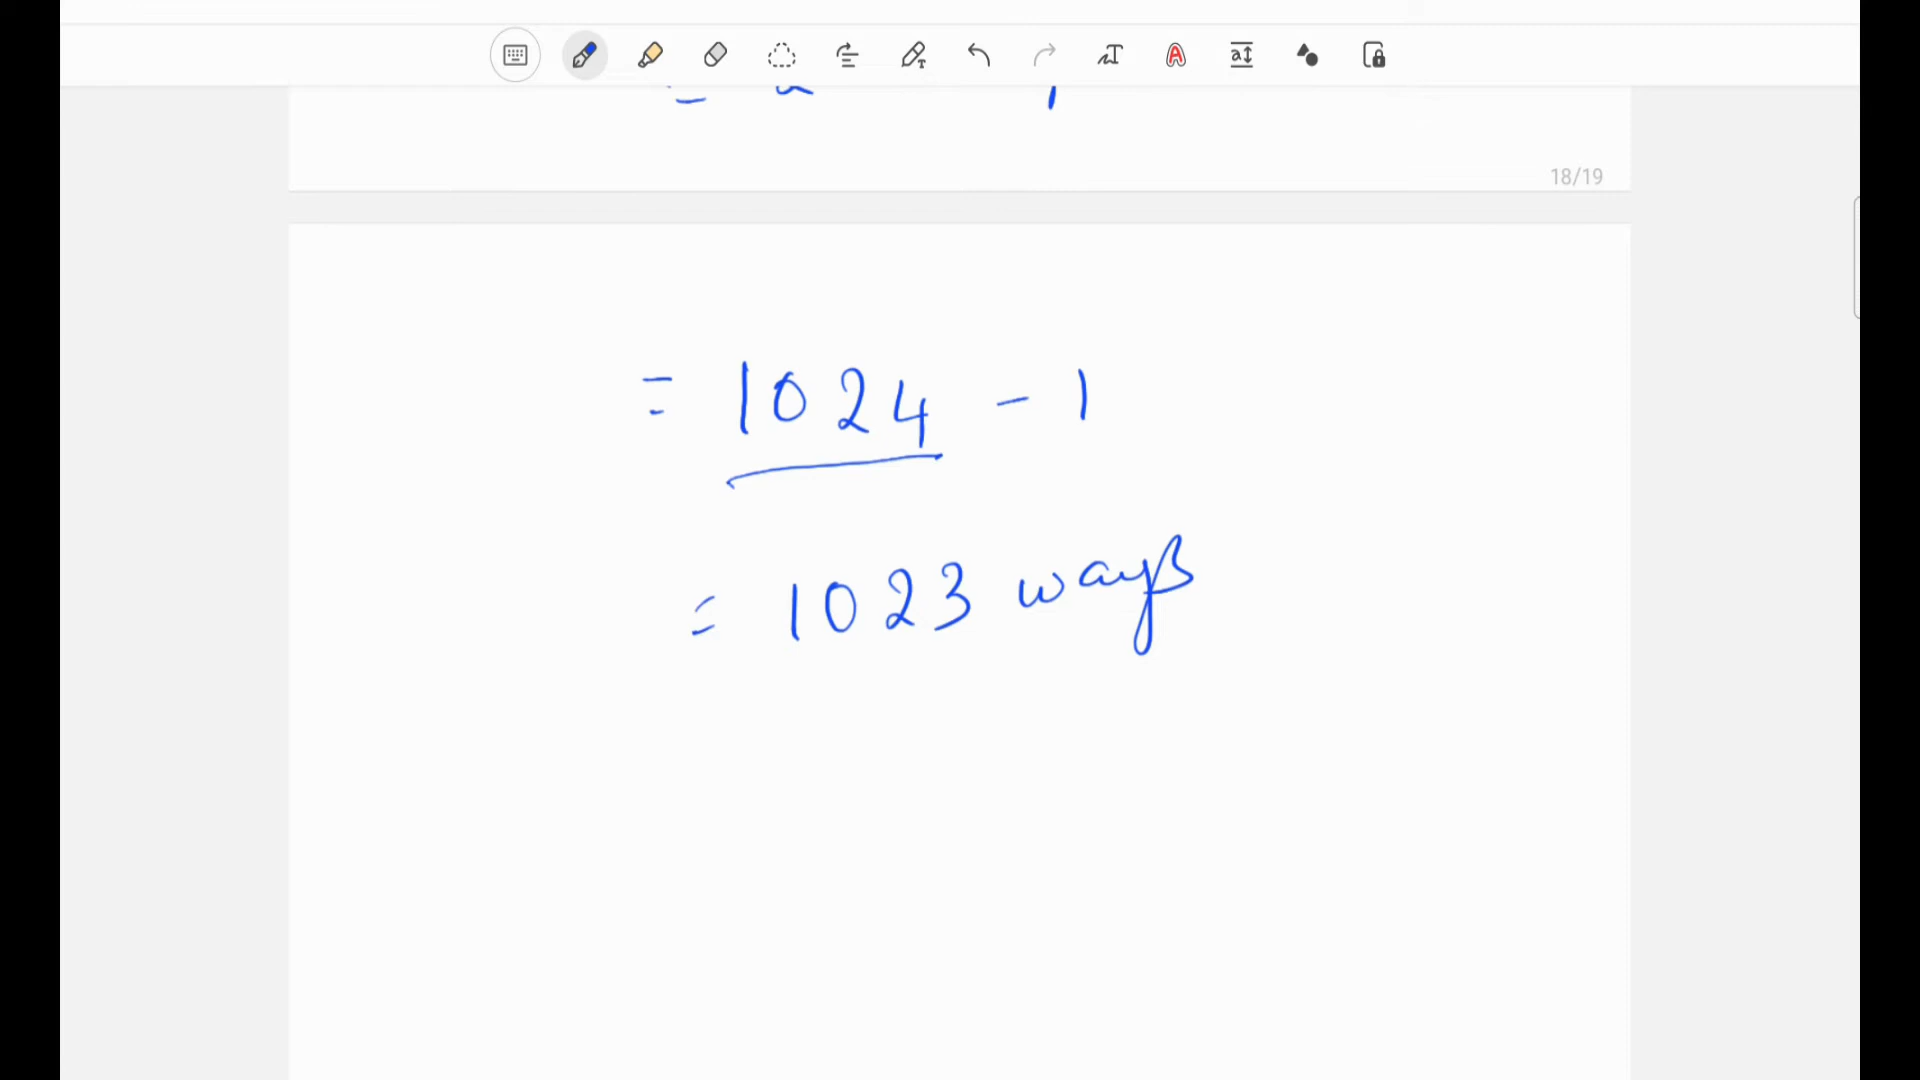 18/19
= 1024 - 1
= 1023 ways